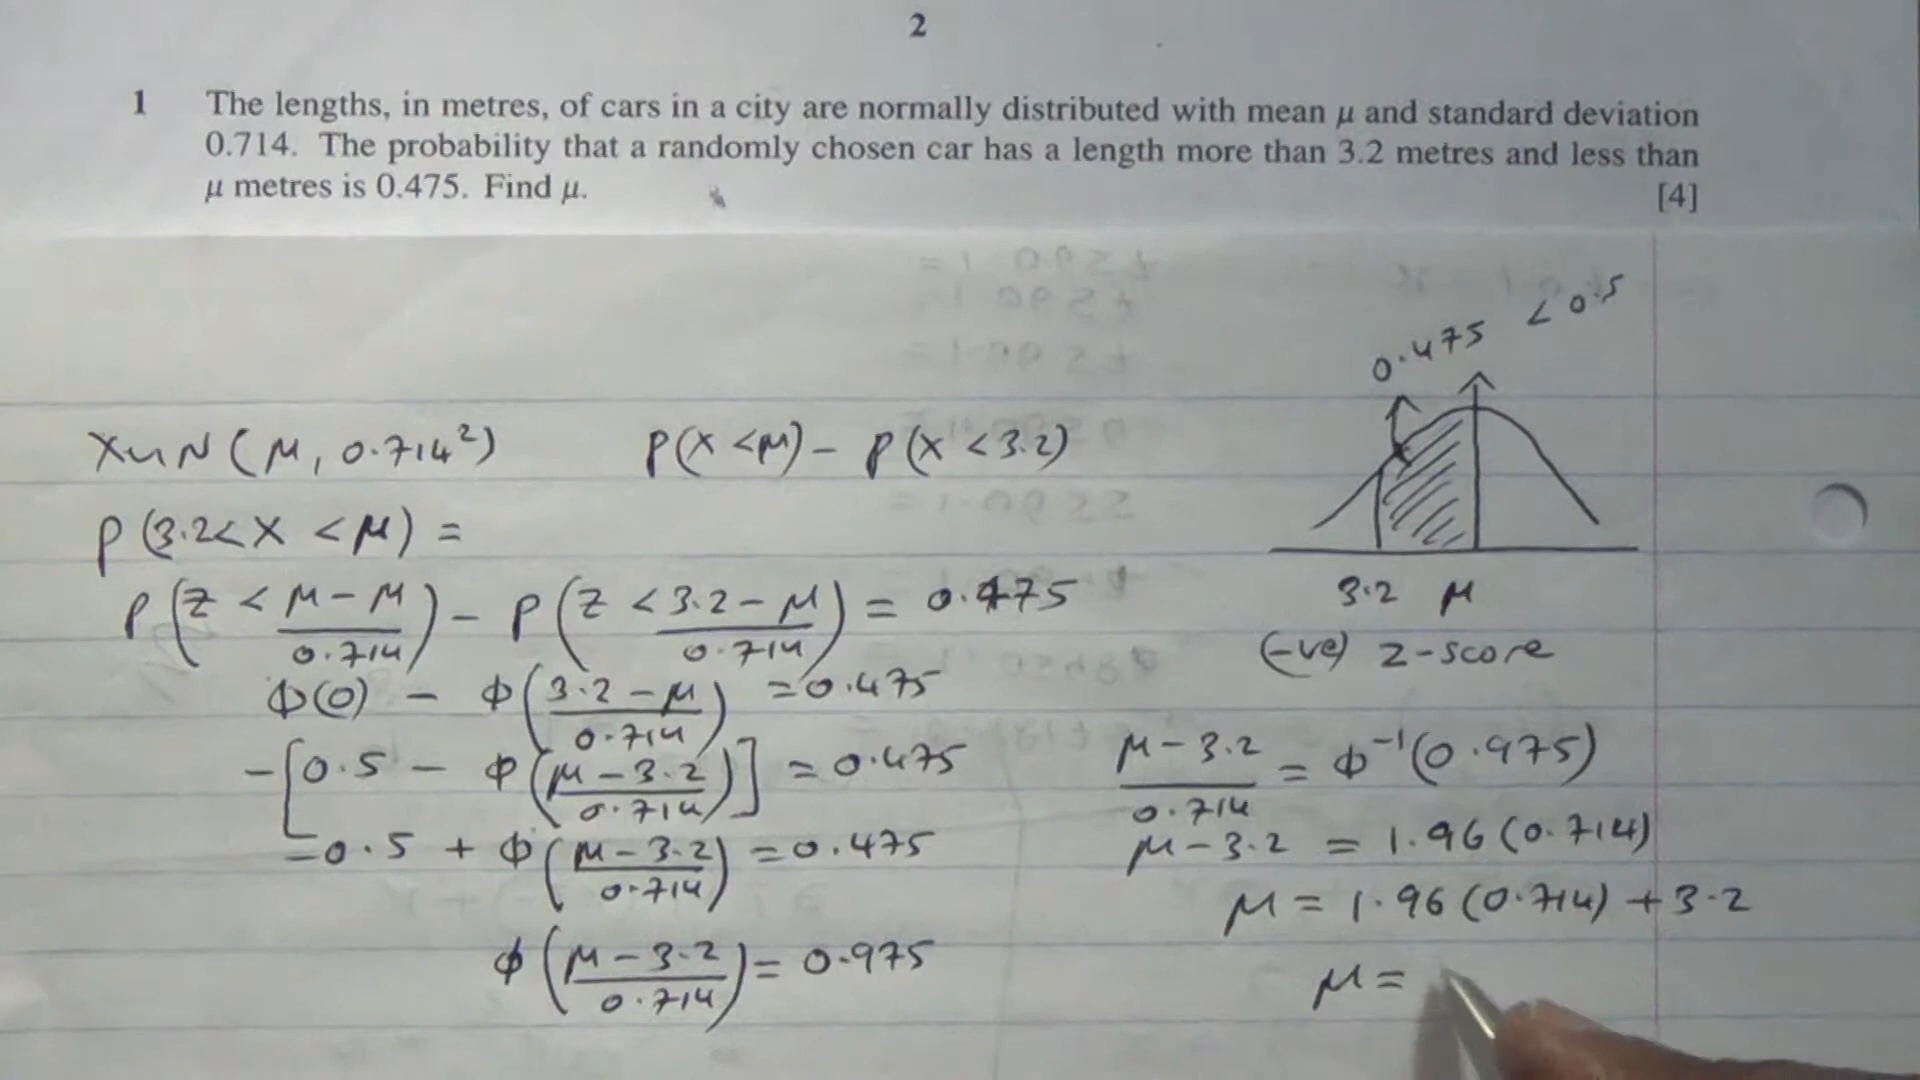 2
1 The lengths, in metres, of cars in a city are normally distributed with mean μ and standard deviation
0.714. The probability that a randomly chosen car has a length more than 3.2 metres and less than
μ metres is 0.475. Find μ.
[4]
0.475 < 0.5
X~N(μ, 0.714²)
P(X<μ) - P(X<3.2)
P(3.2<X<μ) =
P(Z < (μ-μ)/0.714) - P(Z < (3.2-μ)/0.714) = 0.475
Φ(0) - Φ((3.2-μ)/0.714) = 0.475
-[0.5 - Φ((μ-3.2)/0.714)] = 0.475
-0.5 + Φ((μ-3.2)/0.714) = 0.475
Φ((μ-3.2)/0.714) = 0.975
3.2 μ
(-ve) z-score
(μ-3.2)/0.714 = Φ⁻¹(0.975)
μ-3.2 = 1.96(0.714)
μ = 1.96(0.714)+3.2
μ =